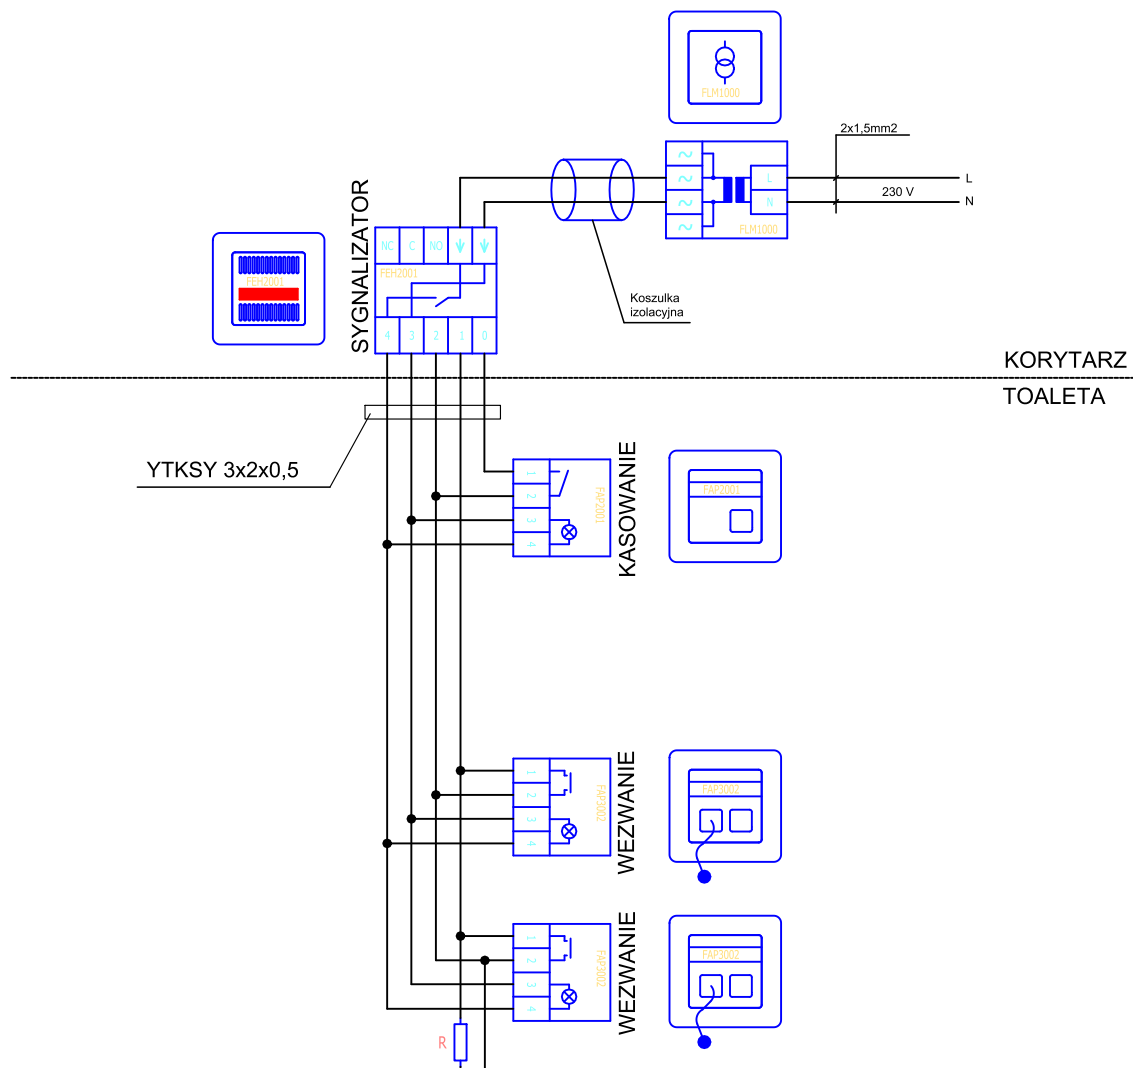 FLM1000
2x1,5mm2
L
L
230 V
N
N
FLM1000
SYGNALIZATOR
NC C NO
FEH2001
FEH2001
4 3 2 1 0
Koszulka
izolacyjna
KORYTARZ
TOALETA
YTKSY 3x2x0,5
1
2
3
4
FAP2001
KASOWANIE
FAP2001
1
2
3
4
FAP3002
WEZWANIE
FAP3002
1
2
3
4
FAP3002
WEZWANIE
FAP3002
R